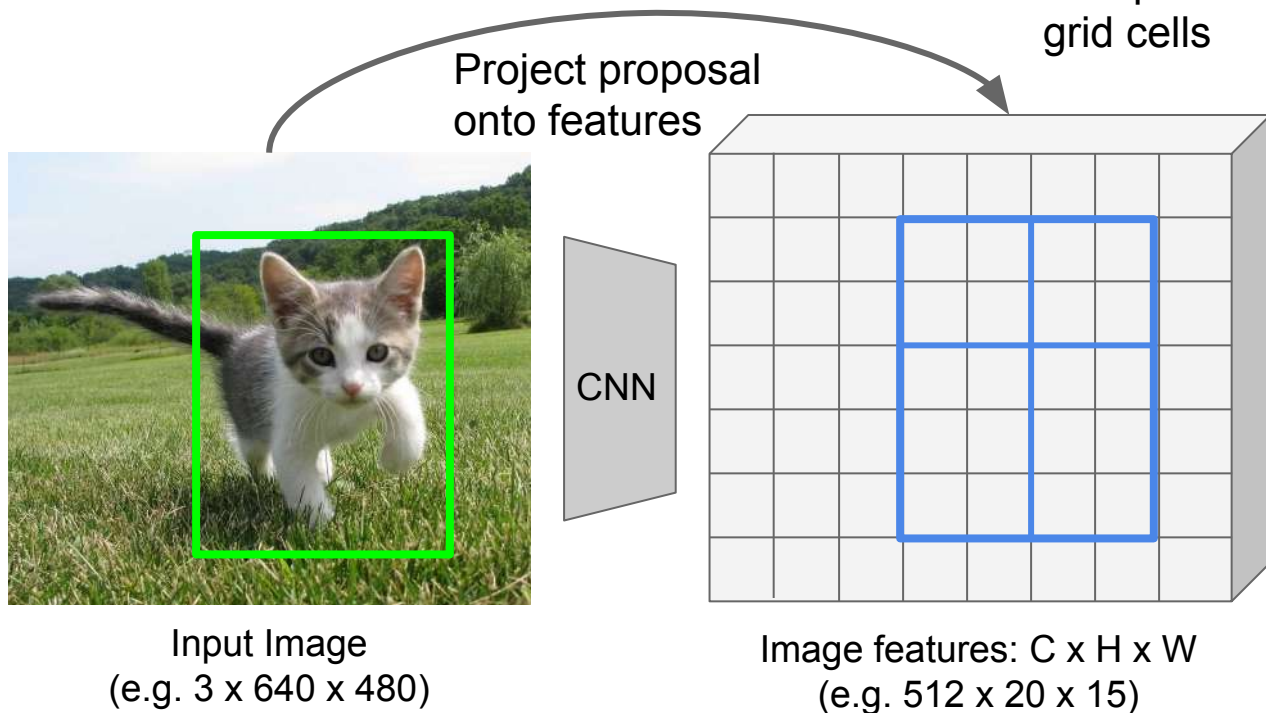 grid cells
Project proposal
onto features
CNN
Input Image
(e.g. 3 x 640 x 480)
Image features: C x H x W
(e.g. 512 x 20 x 15)